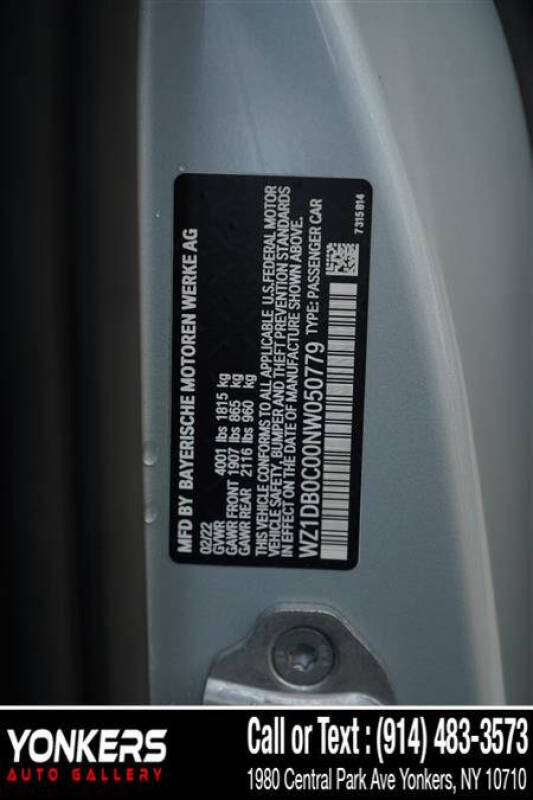 MFD BY BAYERISCHE MOTOREN WERKE AG
02/22
GVWR 4001 lbs 1815 kg
GAWR FRONT 1907 lbs 865 kg
GAWR REAR 2116 lbs 960 kg
THIS VEHICLE CONFORMS TO ALL APPLICABLE U.S.FEDERAL MOTOR
VEHICLE SAFETY, BUMPER AND THEFT PREVENTION STANDARDS
IN EFFECT ON THE DATE OF MANUFACTURE SHOWN ABOVE.
WZ1DB0C00NW050779 TYPE: PASSENGER CAR
7315814
YONKERS
AUTO GALLERY
Call or Text : (914) 483-3573
1980 Central Park Ave Yonkers, NY 10710